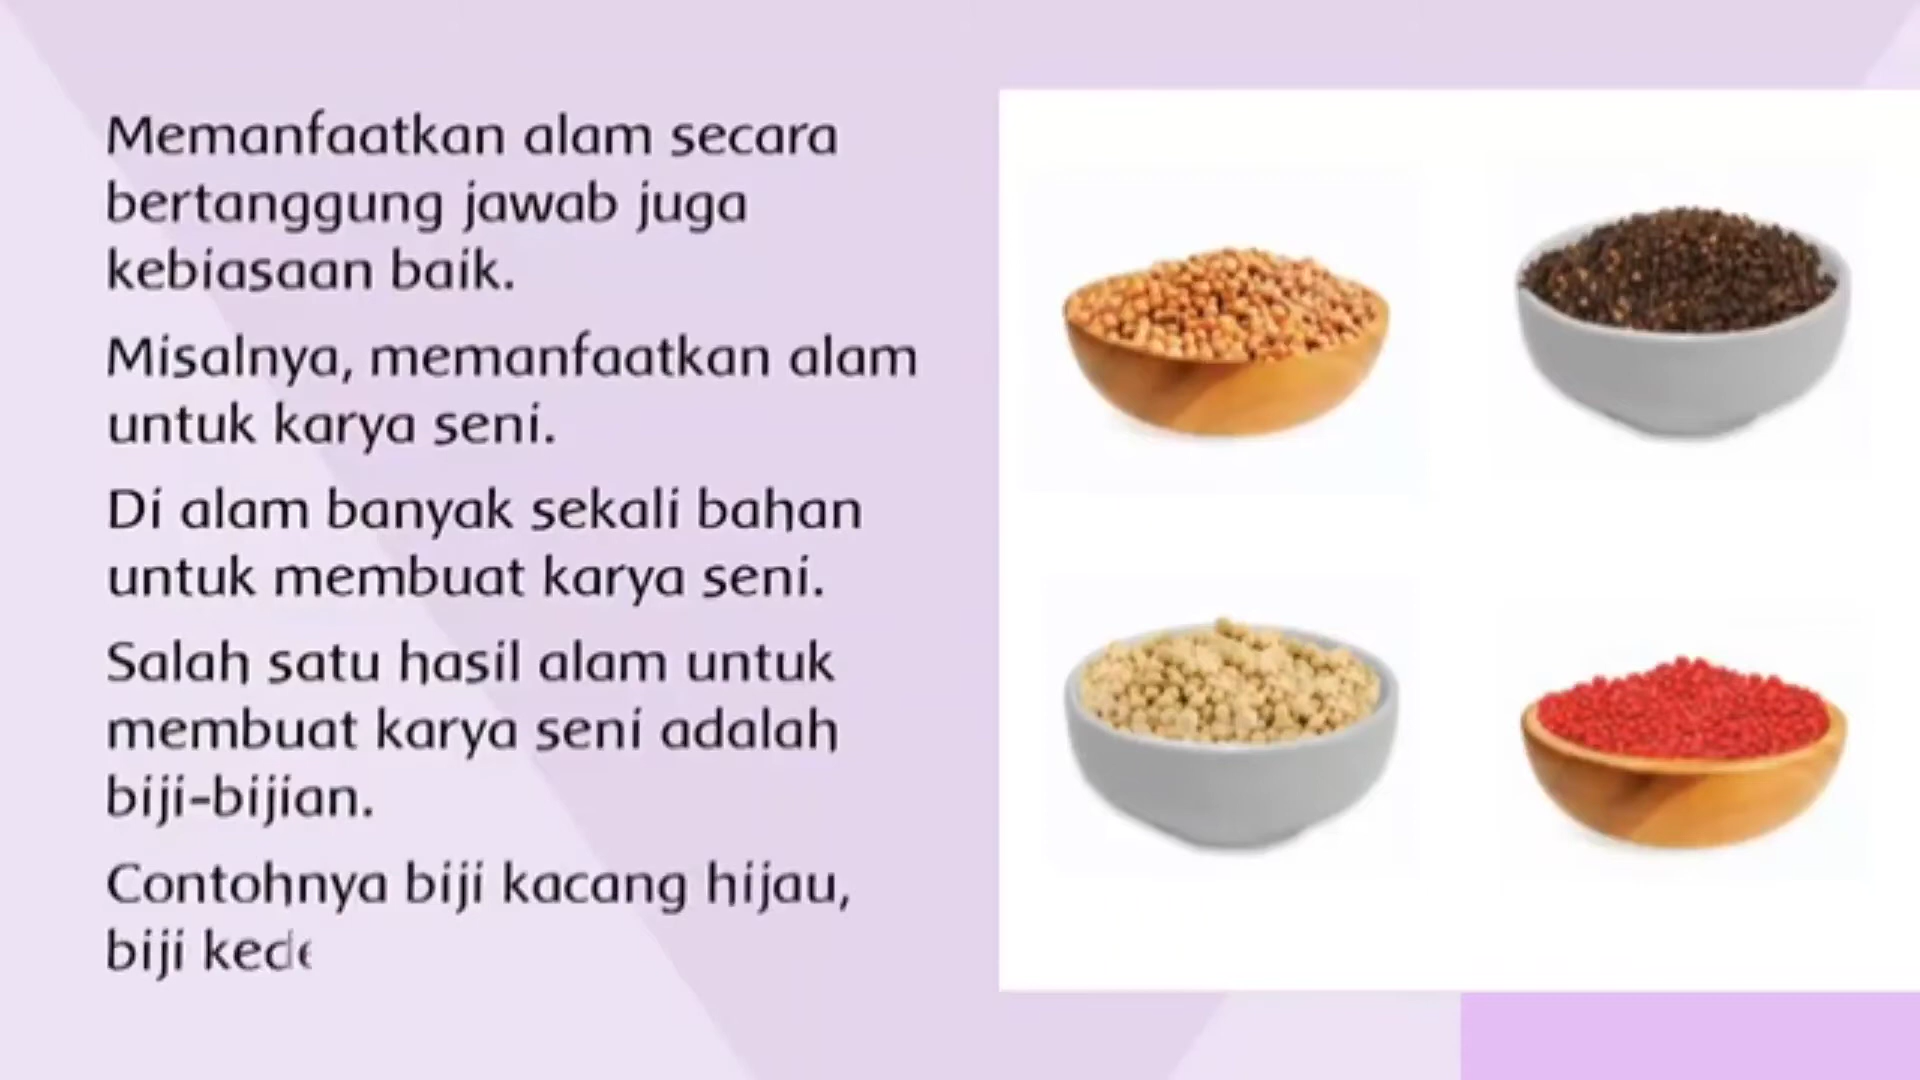 Memanfaatkan alam secara
bertanggung jawab juga
kebiasaan baik.
Misalnya, memanfaatkan alam
untuk karya seni.
Di alam banyak sekali bahan
untuk membuat karya seni.
Salah satu hasil alam untuk
membuat karya seni adalah
biji-bijian.
Contohnya biji kacang hijau,
biji